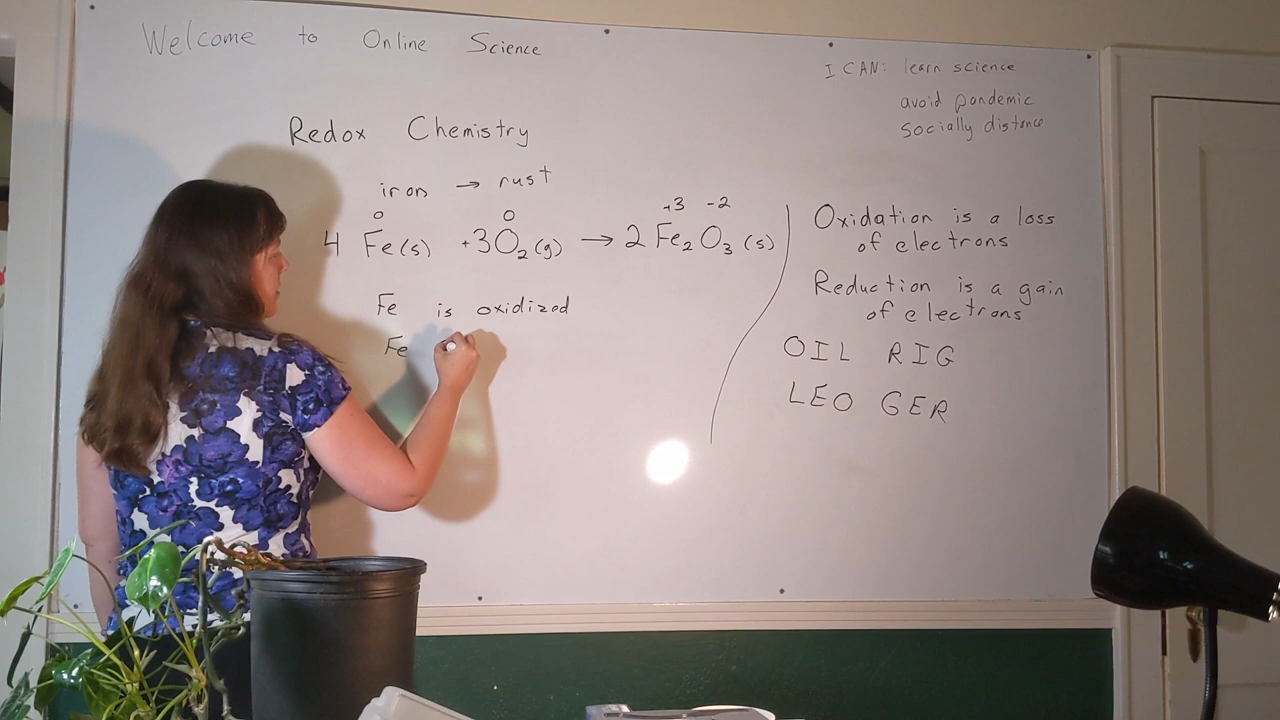 Welcome to Online Science
I CAN: learn science
avoid pandemic
socially distance
Redox Chemistry
iron → rust
0 0 +3 -2
4 Fe(s) +3O₂(g) → 2 Fe₂O₃(s)
Fe is oxidized
Fe
Oxidation is a loss
of electrons
Reduction is a gain
of electrons
OIL RIG
LEO GER